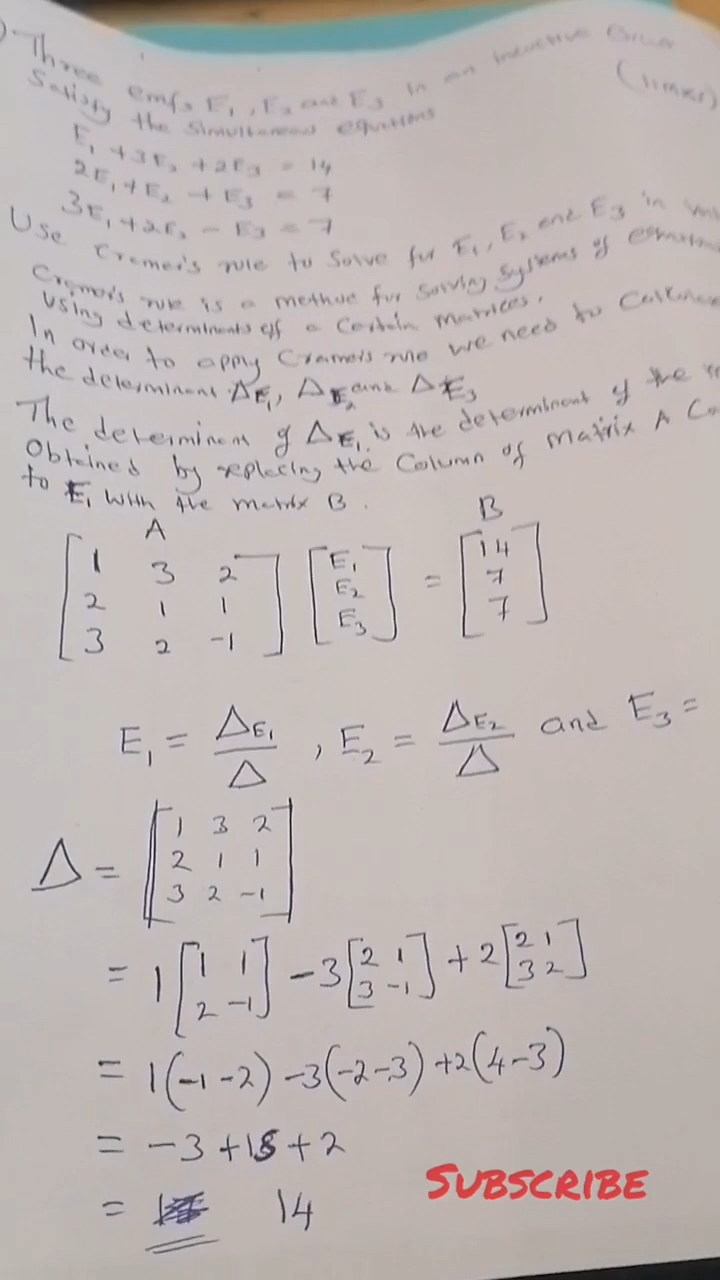 ) Three emfs E₁, E₂ and E₃ in an inductive
satisfy the simultaneous equations
E₁ + 3E₂ + 2E₃ = 14
2E₁ + E₂ + E₃ = 7
3E₁ + 2E₂ - E₃ = 7
Use Cramer's rule to solve for E₁, E₂ and E₃
Cramer's rule is a method for solving systems of
using determinants of a certain matrices.
In order to apply Cramer's rule we need to
the determinant ΔE₁, ΔE₂ and ΔE₃
The determinant of ΔE₁ is the determinant of the
Obtained by replacing the Column of matrix A
to E₁ with the matrix B.
A B
[1 3 2] [E₁] = [14]
[2 1 1] [E₂] [7]
[3 2 -1] [E₃] [7]
E₁ = ΔE₁/Δ , E₂ = ΔE₂/Δ and E₃ =
Δ = [1 3 2]
[2 1 1]
[3 2 -1]
= 1[1 1] -3[2 1] +2[2 1]
[2 -1] [3 -1] [3 2]
= 1(-1-2) -3(-2-3) +2(4-3)
= -3 +15 +2
= 14
SUBSCRIBE